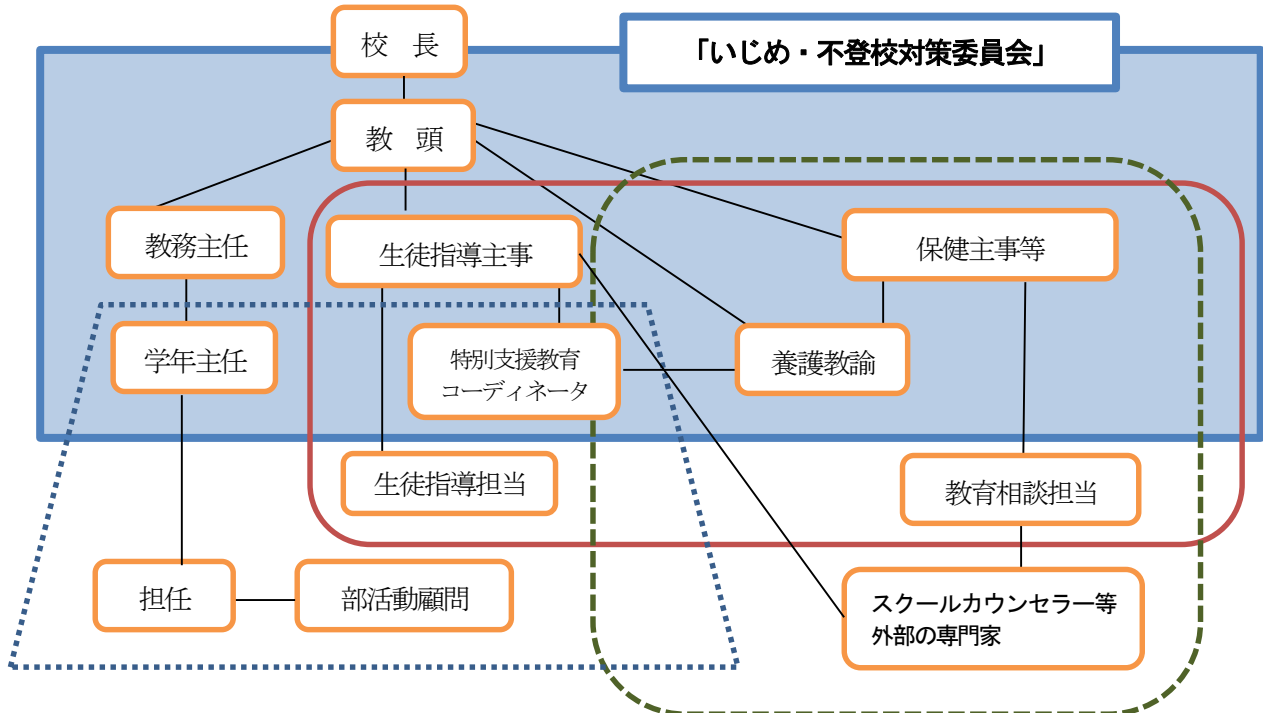 校 長
「いじめ・不登校対策委員会」
教 頭
教務主任
生徒指導主事
保健主事等
学年主任
特別支援教育
コーディネータ
養護教諭
生徒指導担当
教育相談担当
担任
部活動顧問
スクールカウンセラー等
外部の専門家